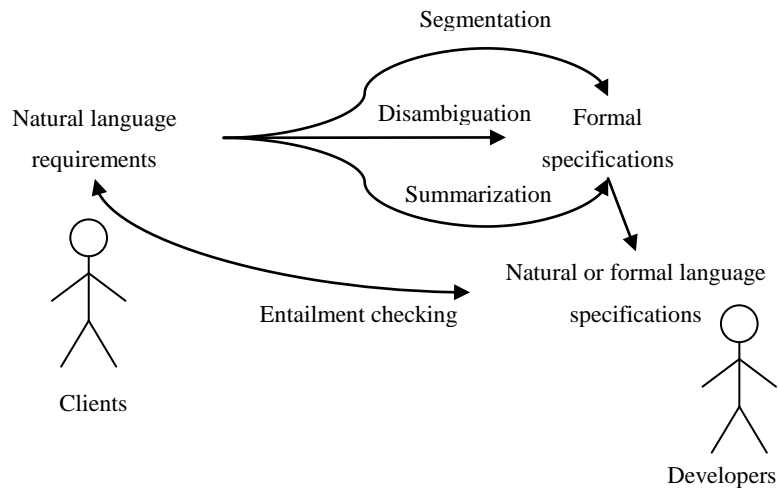 Segmentation
Natural language
requirements
Disambiguation
Formal
specifications
Summarization
Natural or formal language
specifications
Entailment checking
Clients
Developers